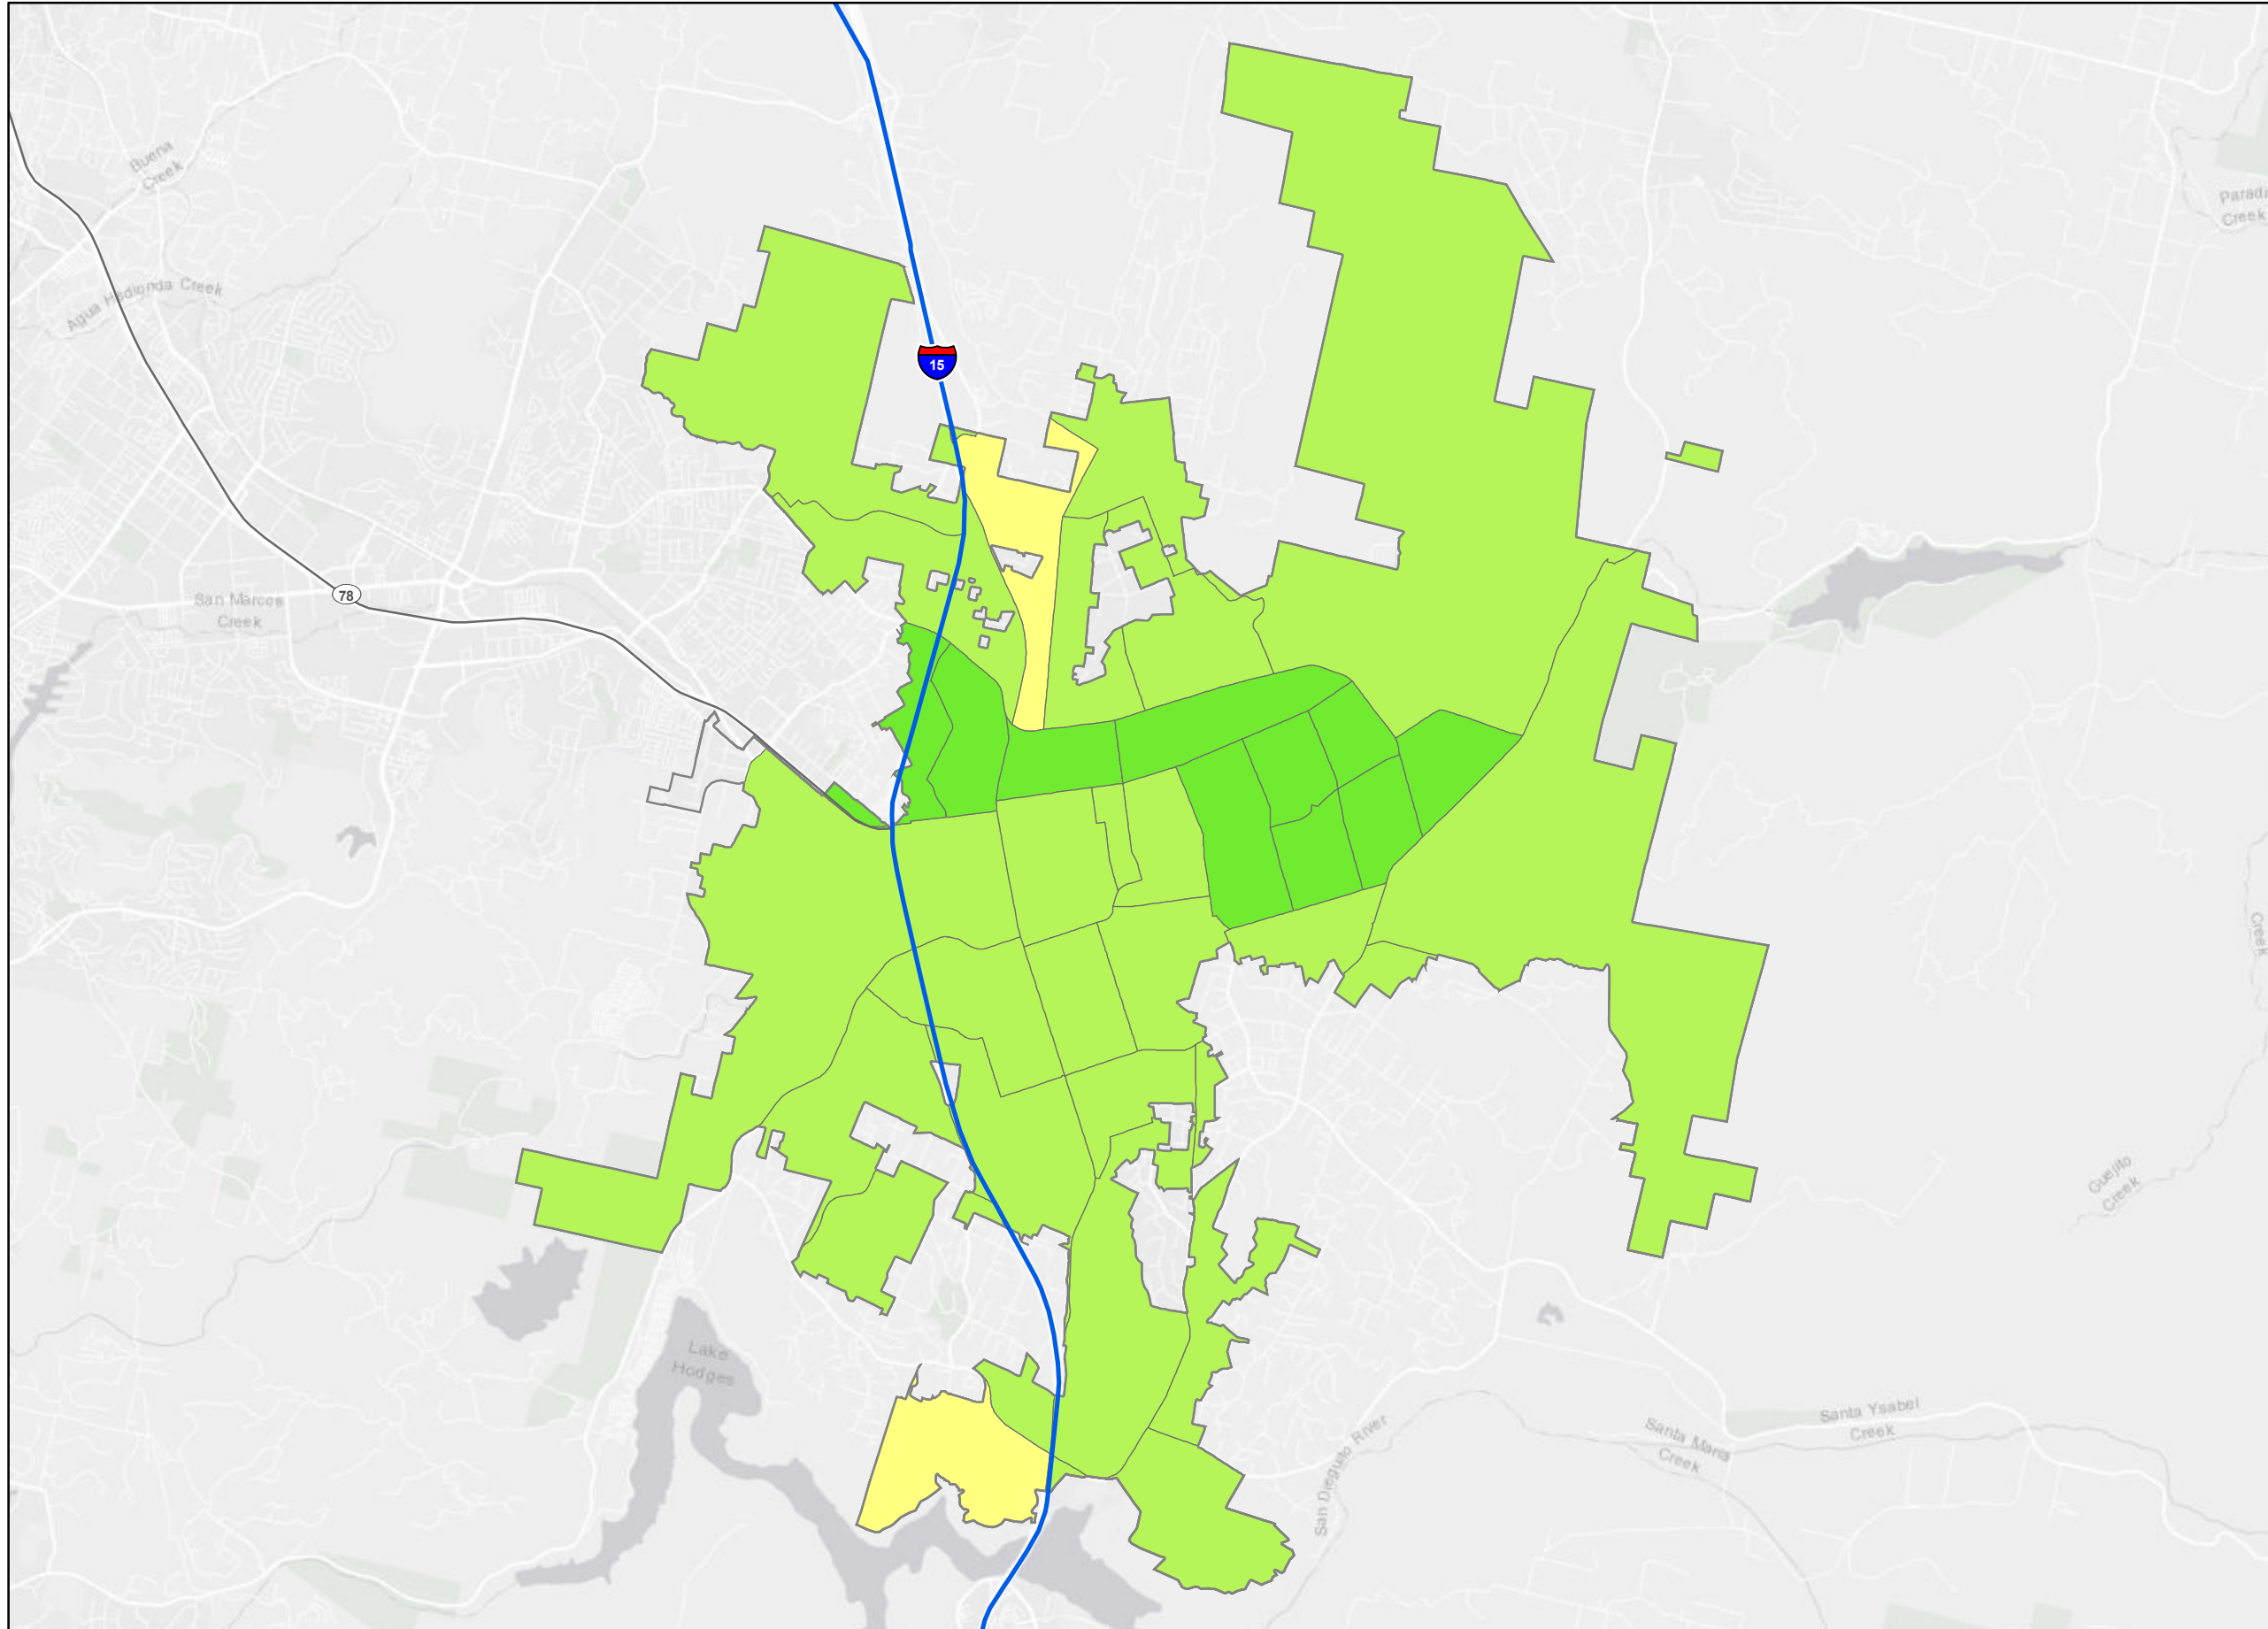 Buena
Creek
Paradi
Creek
Agua Hedionda Creek
15
San Marcos
Creek
78
Creek
Guejito
Creek
Lake
Hodges
San Dieguito River
Santa Maria
Creek
Santa Ysabel
Creek